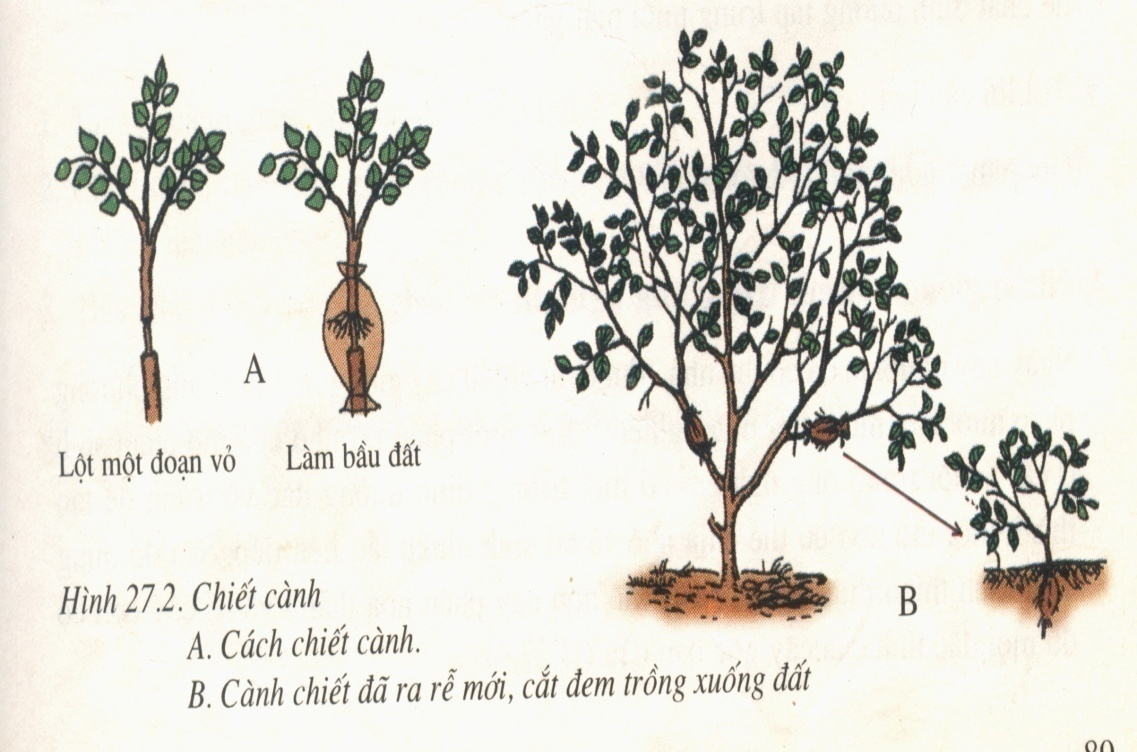 A
Lột một đoạn vỏ
Làm bầu đất
B
Hình 27.2. Chiết cành
A. Cách chiết cành.
B. Cành chiết đã ra rễ mới, cắt đem trồng xuống đất